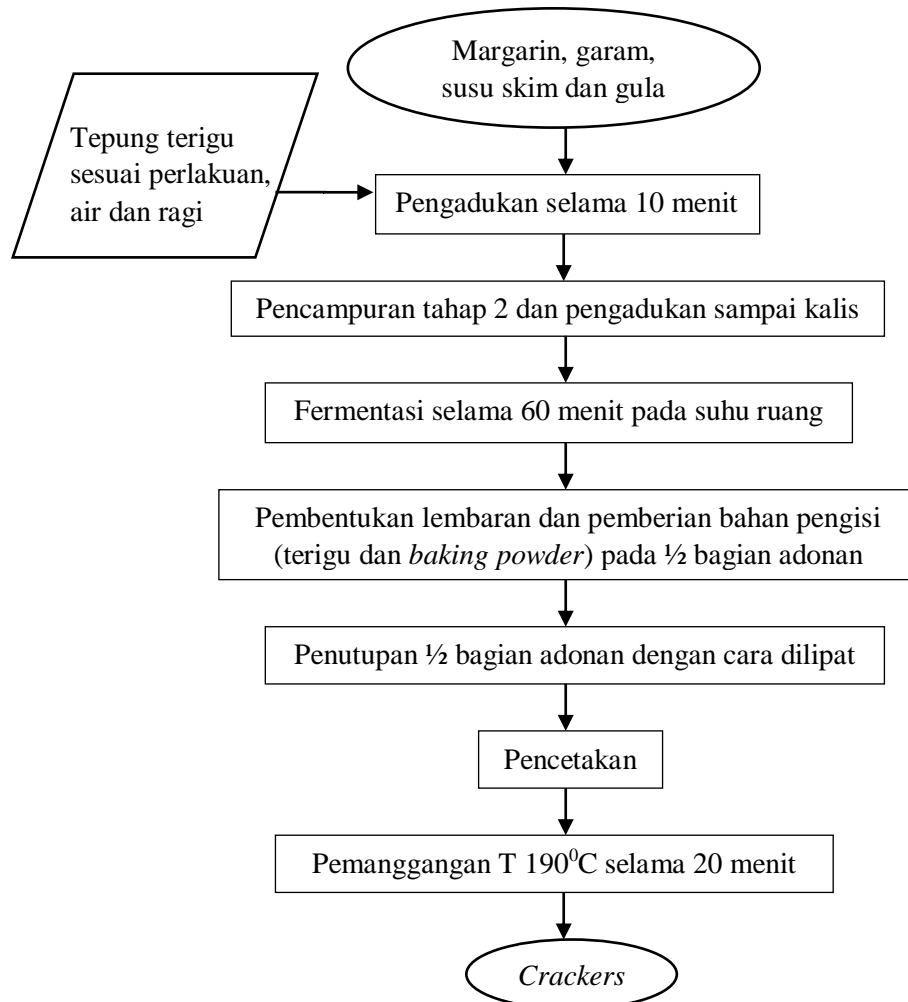 Margarin, garam,
susu skim dan gula
Tepung terigu
sesuai perlakuan,
air dan ragi
Pengadukan selama 10 menit
Pencampuran tahap 2 dan pengadukan sampai kalis
Fermentasi selama 60 menit pada suhu ruang
Pembentukan lembaran dan pemberian bahan pengisi
(terigu dan baking powder) pada ½ bagian adonan
Penutupan ½ bagian adonan dengan cara dilipat
Pencetakan
Pemanggangan T 190⁰C selama 20 menit
Crackers